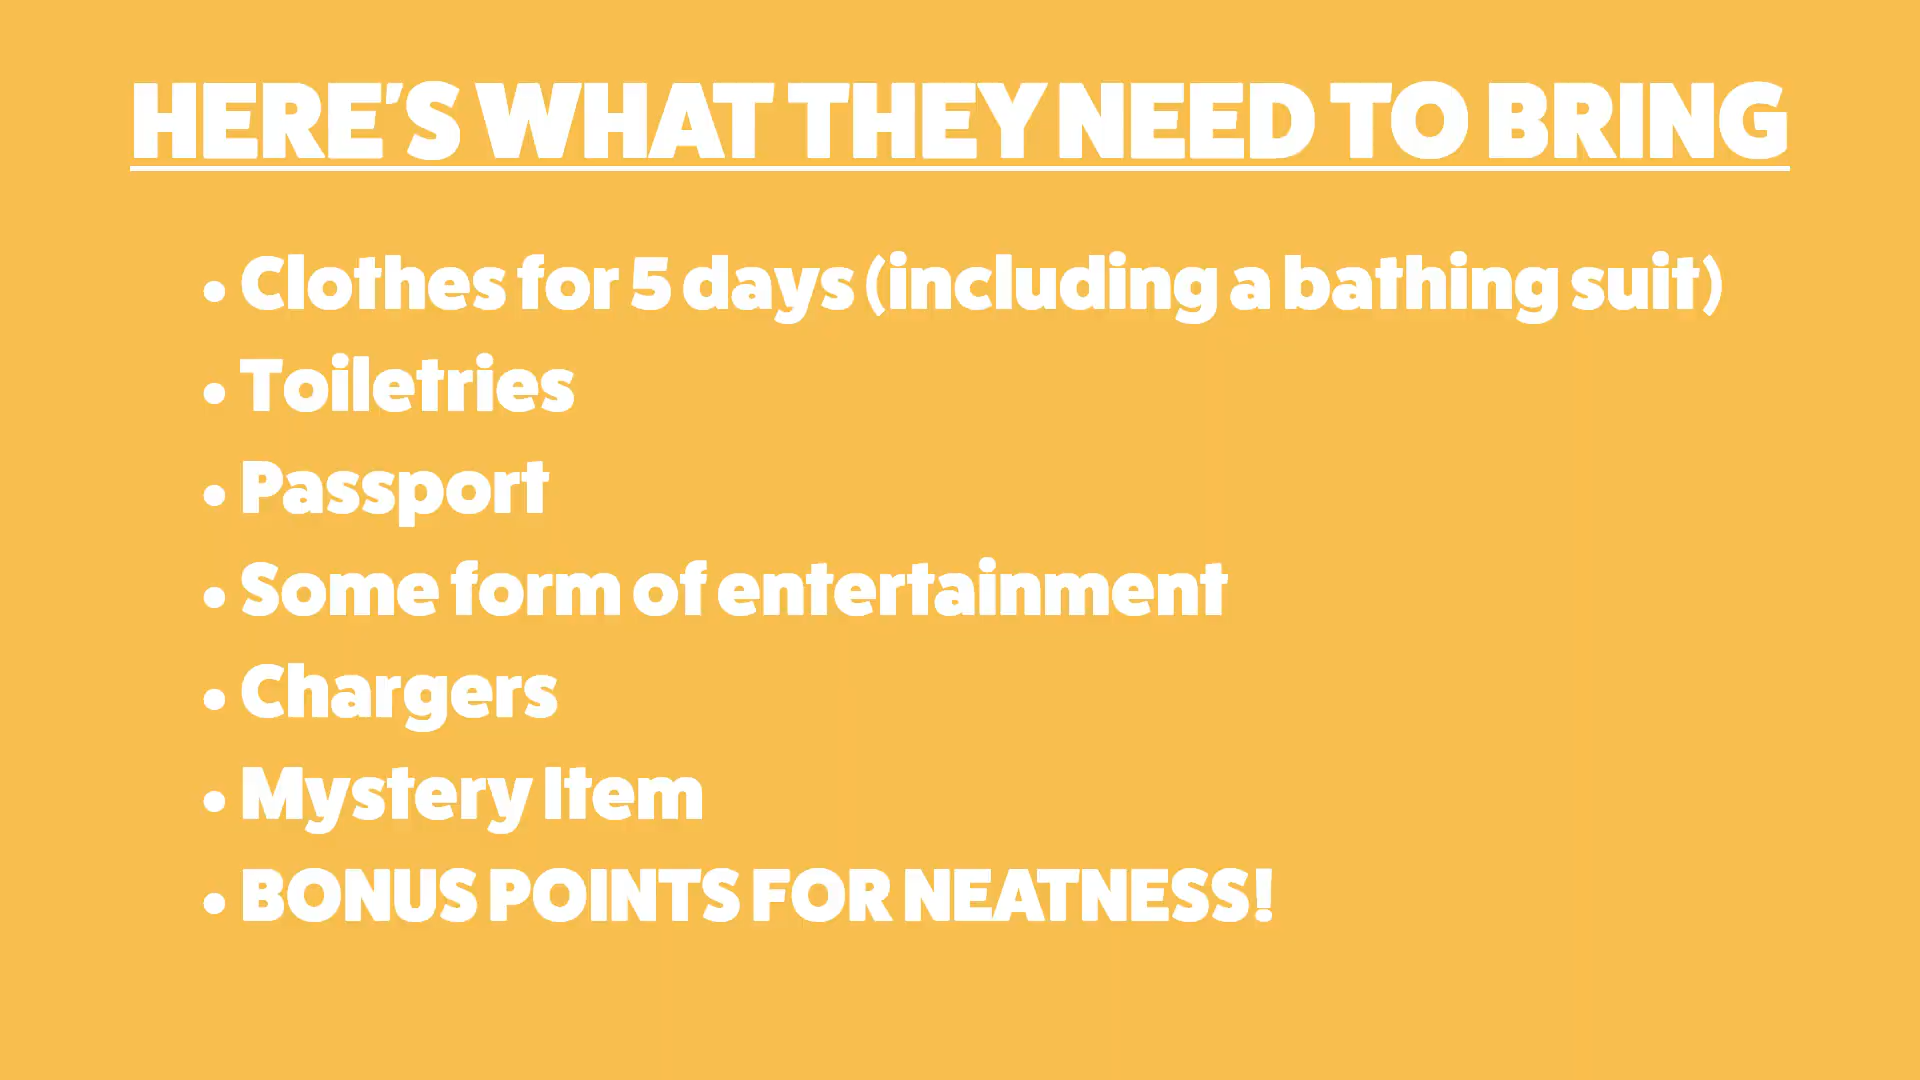 HERE'S WHAT THEY NEED TO BRING
• Clothes for 5 days (including a bathing suit)
• Toiletries
• Passport
• Some form of entertainment
• Chargers
• Mystery Item
• BONUS POINTS FOR NEATNESS!